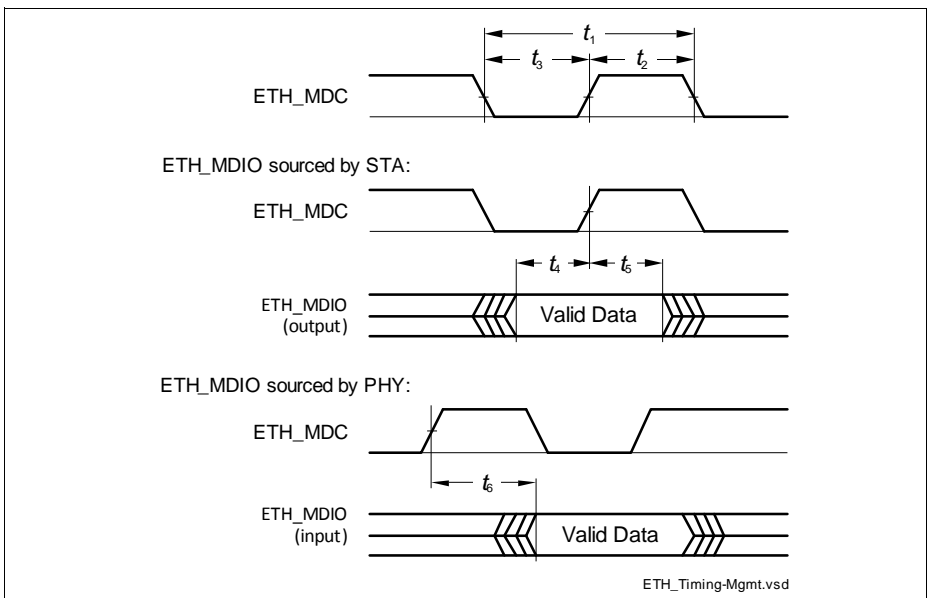 t1
t3 t2
ETH_MDC
ETH_MDIO sourced by STA:
ETH_MDC
t4 t5
ETH_MDIO
(output)
Valid Data
ETH_MDIO sourced by PHY:
ETH_MDC
t6
ETH_MDIO
(input)
Valid Data
ETH_Timing-Mgmt.vsd